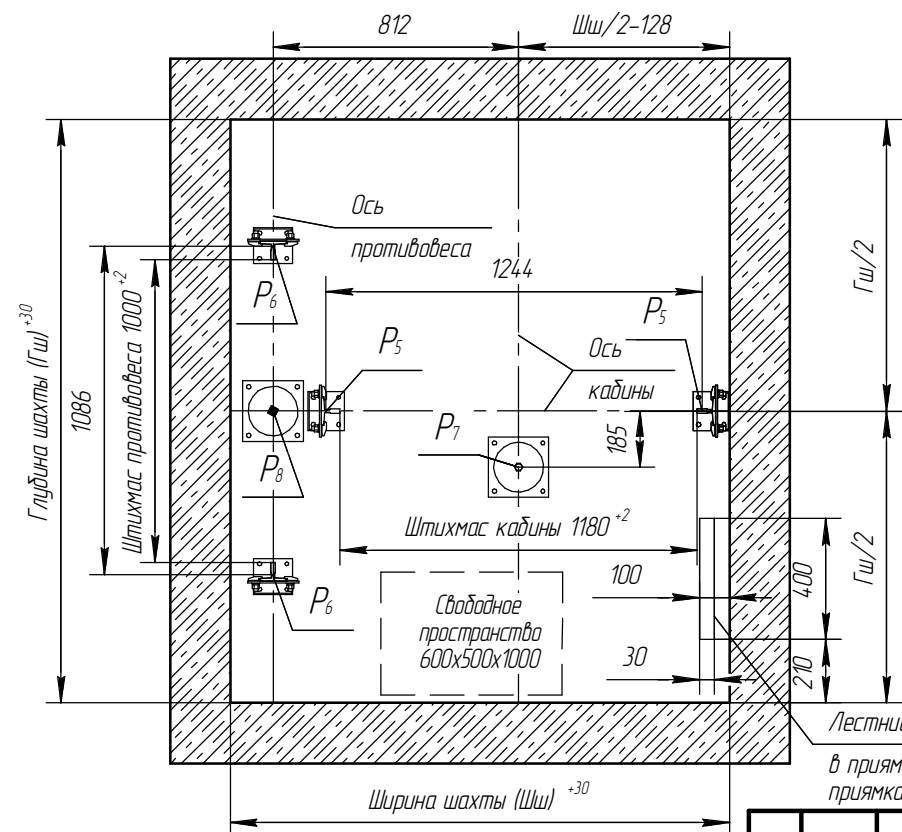 812
Шш/2-128
Ось
противовеса
1244
P6
P5
P5
Ось
кабины
Гш/2
Глубина шахты (Гш) +30
1086
Штихмас противовеса 1000 +2
P7
185
P8
Штихмас кабины 1180 +2
P6
Свободное
пространство
600х500х1000
100
30
400
210
Гш/2
в
Ширина шахты (Шш) +30